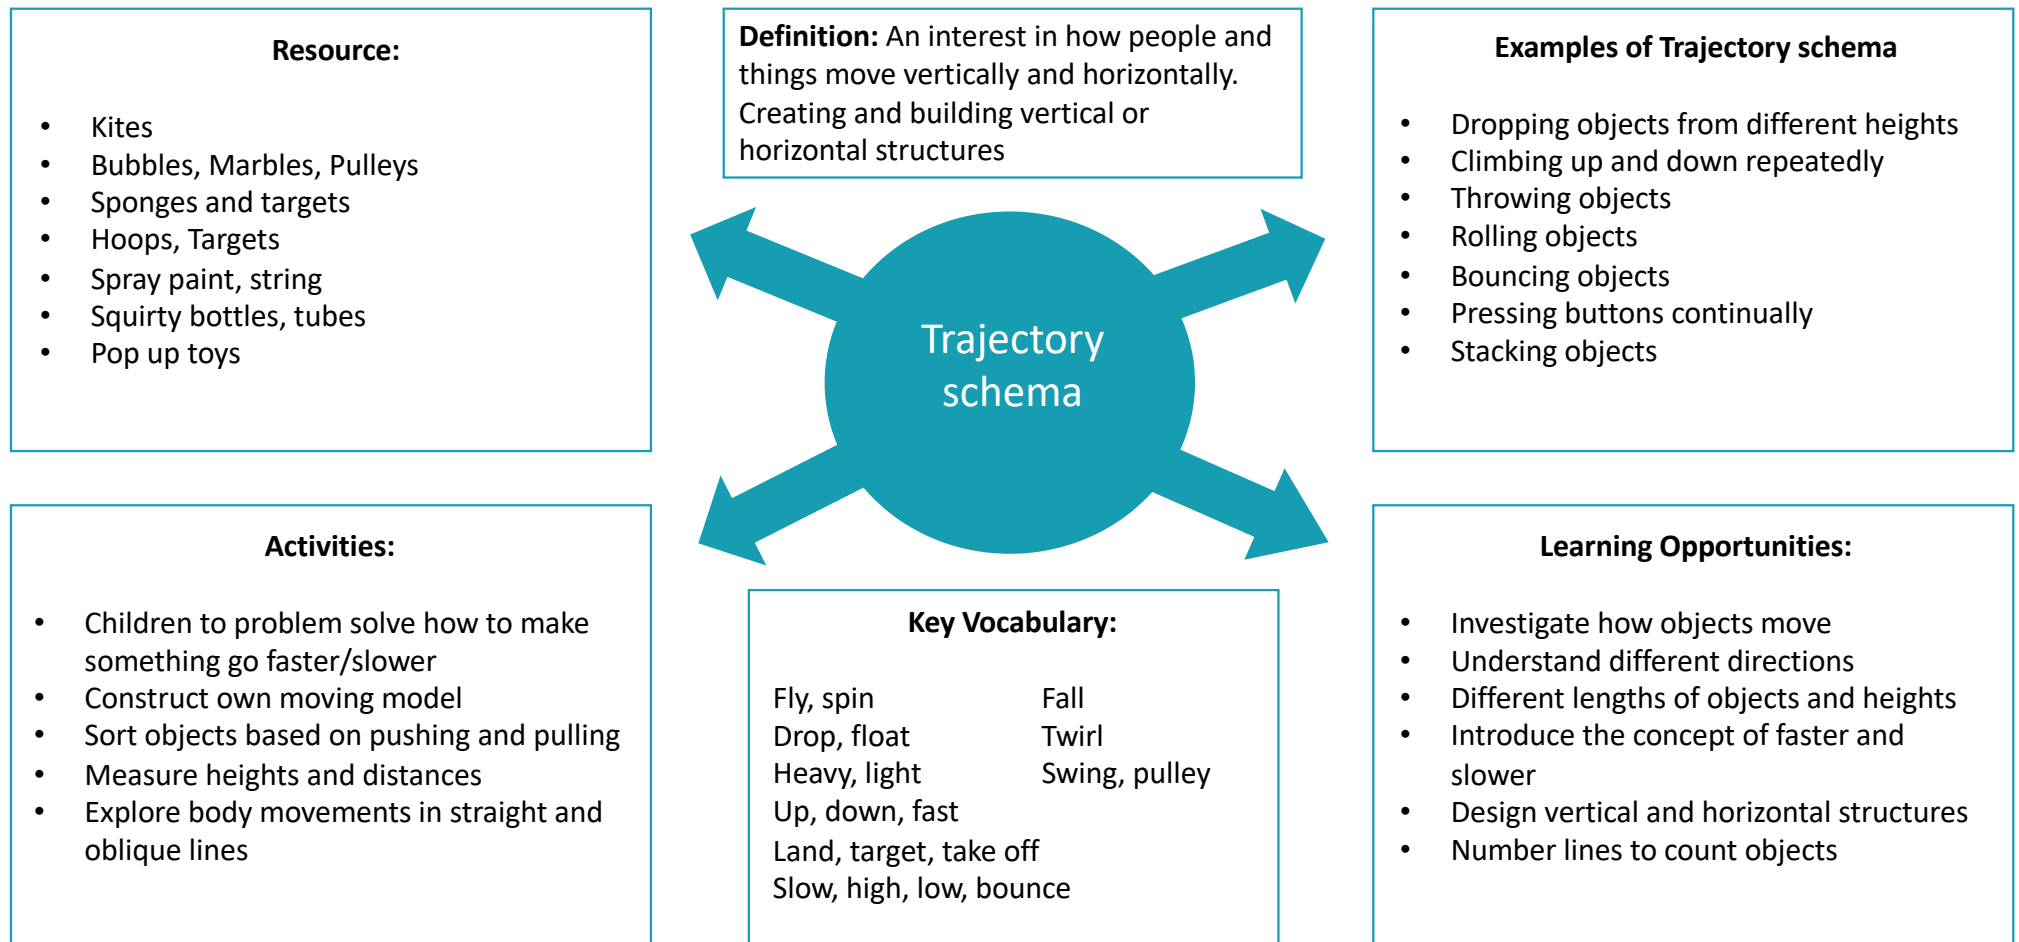 Resource:
• Kites
• Bubbles, Marbles, Pulleys
• Sponges and targets
• Hoops, Targets
• Spray paint, string
• Squirty bottles, tubes
• Pop up toys
Definition: An interest in how people and
things move vertically and horizontally.
Creating and building vertical or
horizontal structures
Examples of Trajectory schema
• Dropping objects from different heights
• Climbing up and down repeatedly
• Throwing objects
• Rolling objects
• Bouncing objects
• Pressing buttons continually
• Stacking objects
Trajectory
schema
Activities:
• Children to problem solve how to make
something go faster/slower
• Construct own moving model
• Sort objects based on pushing and pulling
• Measure heights and distances
• Explore body movements in straight and
oblique lines
Key Vocabulary:
Fly, spin
Drop, float
Heavy, light
Up, down, fast
Land, target, take off
Slow, high, low, bounce
Fall
Twirl
Swing, pulley
Learning Opportunities:
• Investigate how objects move
• Understand different directions
• Different lengths of objects and heights
• Introduce the concept of faster and
slower
• Design vertical and horizontal structures
• Number lines to count objects